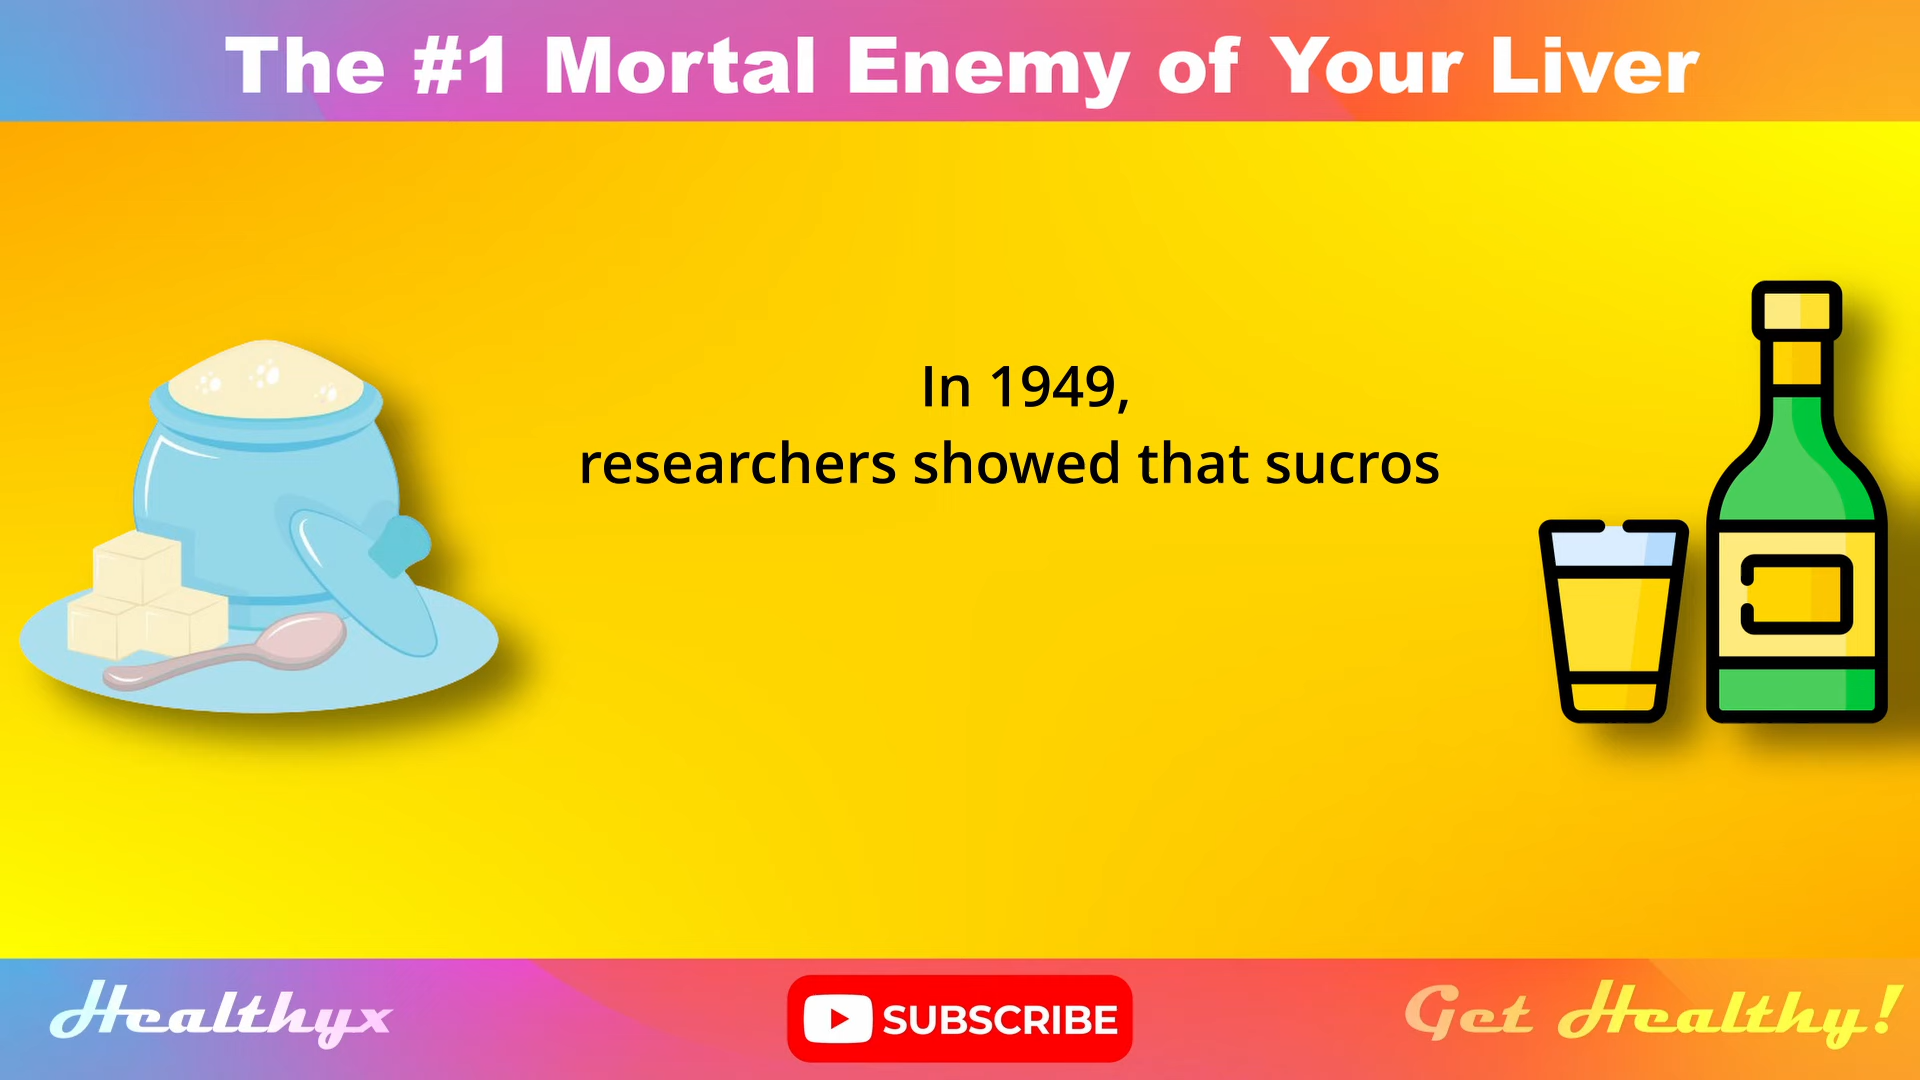 The #1 Mortal Enemy of Your Liver
In 1949,
researchers showed that sucros
Healthyx
SUBSCRIBE
Get Healthy!